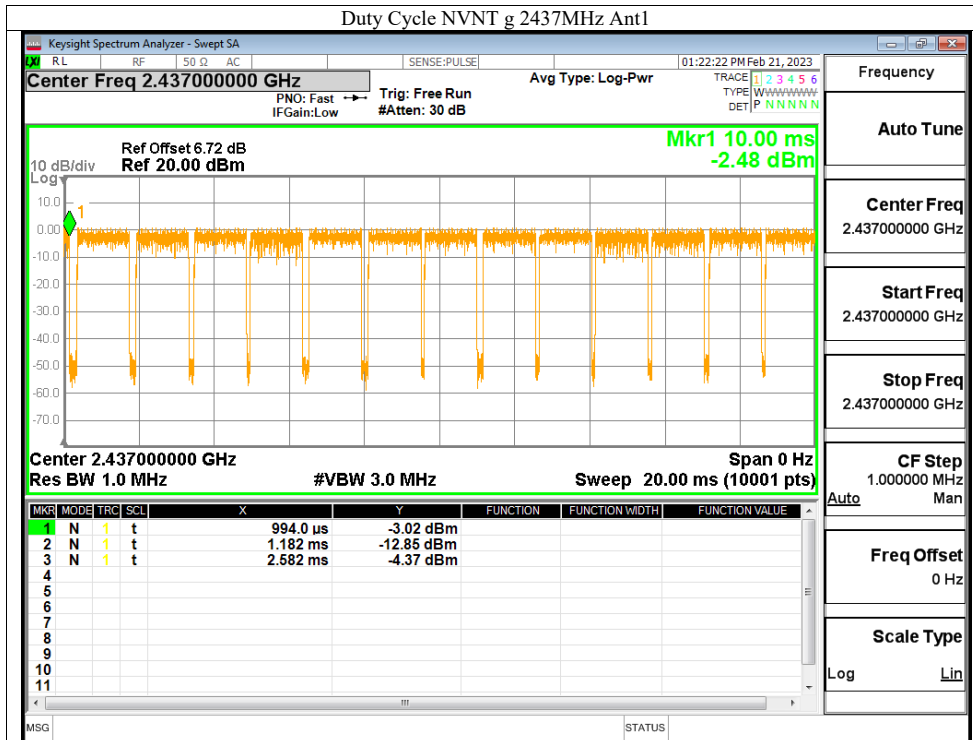 Duty Cycle NVNT g 2437MHz Ant1
Keysight Spectrum Analyzer - Swept SA
LXI RL RF 50 Ω AC SENSE:PULSE 01:22:22 PM Feb 21, 2023
Center Freq 2.437000000 GHz
PNO: Fast
IFGain:Low
Trig: Free Run
#Atten: 30 dB
Avg Type: Log-Pwr
TRACE 1 2 3 4 5 6
TYPE WWWWWW
DET P N N N N N
Mkr1 10.00 ms
-2.48 dBm
Ref Offset 6.72 dB
10 dB/div Ref 20.00 dBm
Log
1
10.0
0.00
-10.0
-20.0
-30.0
-40.0
-50.0
-60.0
-70.0
Center 2.437000000 GHz Span 0 Hz
Res BW 1.0 MHz #VBW 3.0 MHz Sweep 20.00 ms (10001 pts)
MKR MODE TRC SCL X Y FUNCTION FUNCTION WIDTH FUNCTION VALUE
1 N 1 t 994.0 µs -3.02 dBm
2 N 1 t 1.182 ms -12.85 dBm
3 N 1 t 2.582 ms -4.37 dBm
4
5
6
7
8
9
10
11
MSG STATUS
Frequency
Auto Tune
Center Freq
2.437000000 GHz
Start Freq
2.437000000 GHz
Stop Freq
2.437000000 GHz
CF Step
1.000000 MHz
Auto Man
Freq Offset
0 Hz
Scale Type
Log Lin